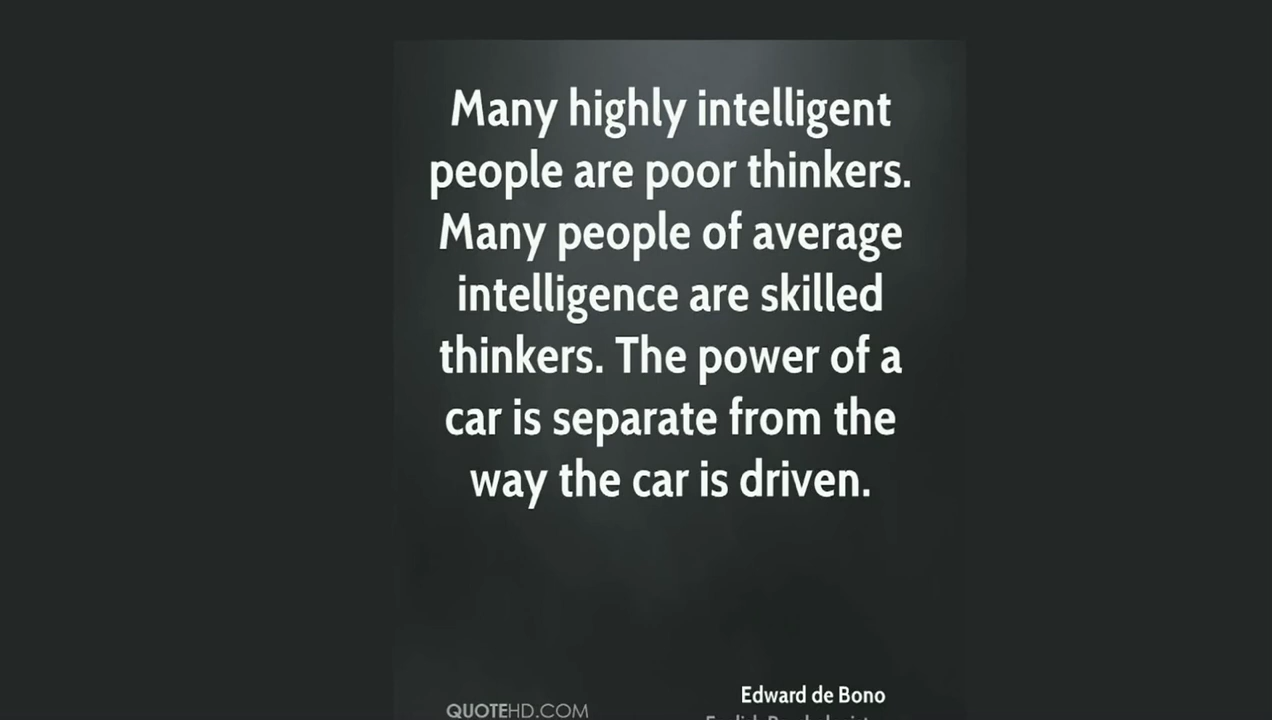 Many highly intelligent
people are poor thinkers.
Many people of average
intelligence are skilled
thinkers. The power of a
car is separate from the
way the car is driven.
Edward de Bono
QUOTEHD.COM